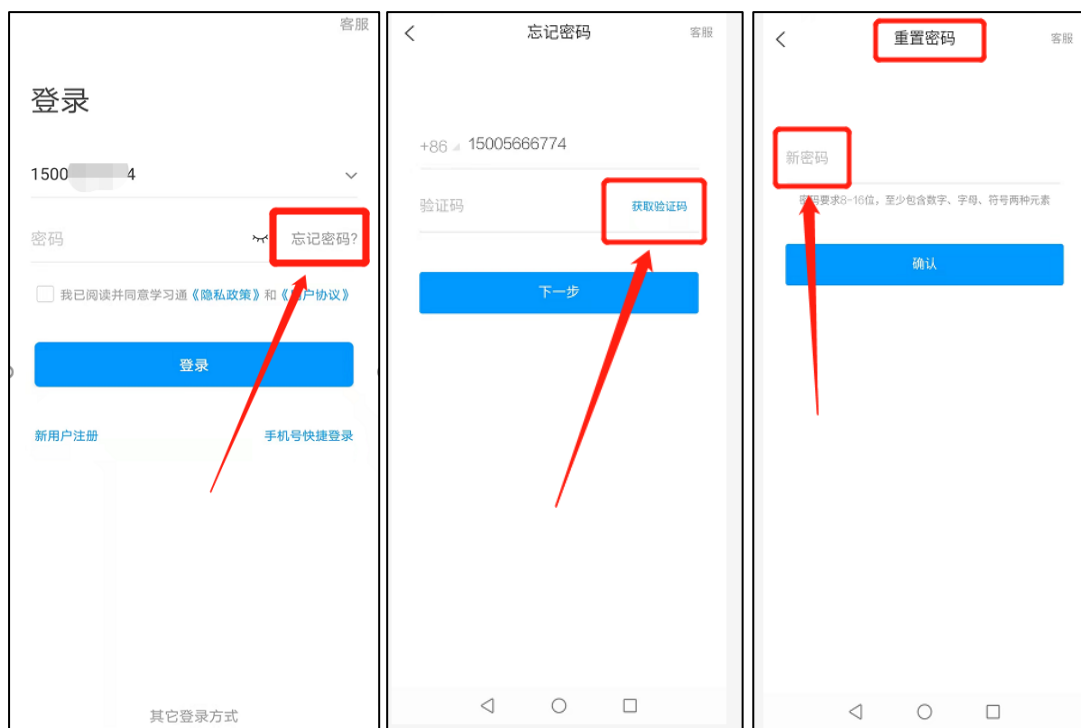 客服
登录
1500 4
密码
忘记密码?
我已阅读并同意学习通《隐私政策》和《 户协议》
登录
新用户注册
手机号快捷登录
其它登录方式
忘记密码
客服
+86 15005666774
验证码
获取验证码
下一步
重置密码
客服
新密码
密码要求8-16位，至少包含数字、字母、符号两种元素
确认